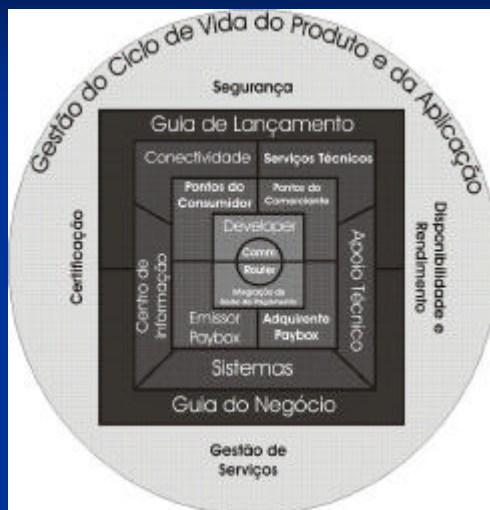 Gestão do Ciclo de Vida do Produto e da Aplicação
Segurança
Guia de Lançamento
Conectividade
Serviços Técnicos
Pontos do
Consumidor
Pontos do
Comerciante
Developer
Comm
Router
Integração da
Rede de Pagamento
Certificação
Centro de
Informação
Apoio Técnico
Disponibilidade e
Rendimento
Emissor
Paybox
Adquirente
Paybox
Sistemas
Guia do Negócio
Gestão de
Serviços